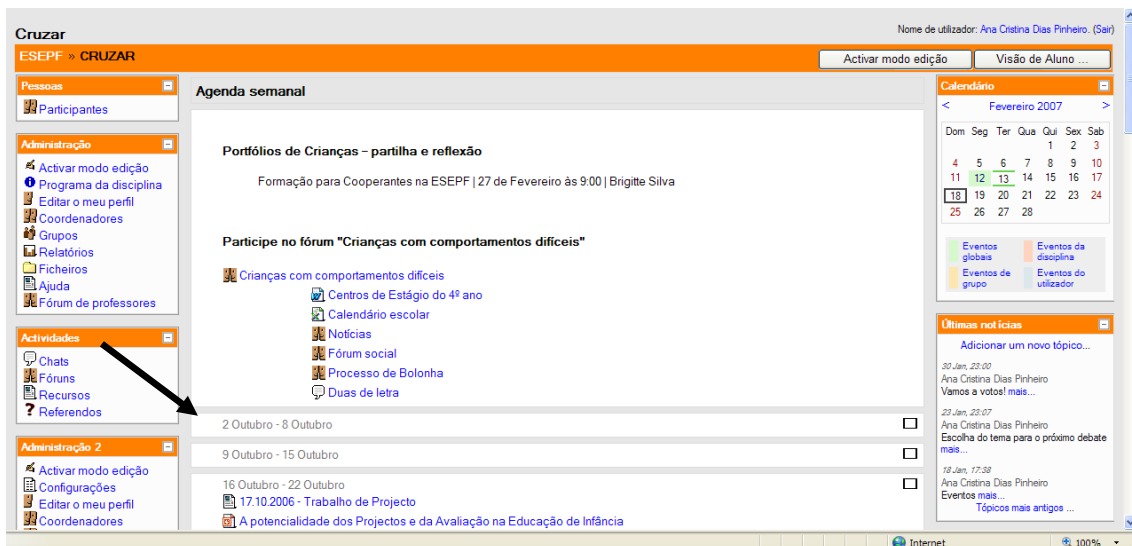 Cruzar
Nome de utilizador: Ana Cristina Dias Pinheiro. (Sair)
ESEPF » CRUZAR
Activar modo edição
Visão de Aluno ...
Pessoas
Participantes
Administração
Activar modo edição
Programa da disciplina
Editar o meu perfil
Coordenadores
Grupos
Relatórios
Ficheiros
Ajuda
Fórum de professores
Actividades
Chats
Fóruns
Recursos
Referendos
Administração 2
Activar modo edição
Configurações
Editar o meu perfil
Coordenadores
Agenda semanal
Portfólios de Crianças – partilha e reflexão
Formação para Cooperantes na ESEPF | 27 de Fevereiro às 9:00 | Brigitte Silva
Participe no fórum "Crianças com comportamentos difíceis"
Crianças com comportamentos difíceis
Centros de Estágio do 4º ano
Calendário escolar
Notícias
Fórum social
Processo de Bolonha
Duas de letra
2 Outubro - 8 Outubro
9 Outubro - 15 Outubro
16 Outubro - 22 Outubro
17.10.2006 - Trabalho de Projecto
A potencialidade dos Projectos e da Avaliação na Educação de Infância
Calendário
< Fevereiro 2007 >
Dom Seg Ter Qua Qui Sex Sab
1 2 3
4 5 6 7 8 9 10
11 12 13 14 15 16 17
18 19 20 21 22 23 24
25 26 27 28
Eventos globais
Eventos da disciplina
Eventos de grupo
Eventos do utilizador
Últimas notícias
Adicionar um novo tópico...
30 Jan, 23:00
Ana Cristina Dias Pinheiro
Vamos a votos! mais...
23 Jan, 23:07
Ana Cristina Dias Pinheiro
Escolha do tema para o próximo debate
mais...
18 Jan, 17:38
Ana Cristina Dias Pinheiro
Eventos mais...
Tópicos mais antigos ...
Internet
100%